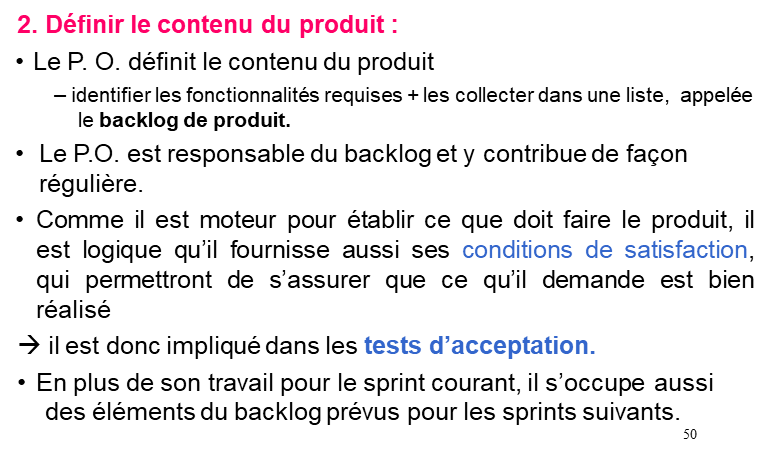 2. Définir le contenu du produit :
• Le P. O. définit le contenu du produit
– identifier les fonctionnalités requises + les collecter dans une liste, appelée
le backlog de produit.
• Le P.O. est responsable du backlog et y contribue de façon
régulière.
• Comme il est moteur pour établir ce que doit faire le produit, il
est logique qu'il fournisse aussi ses conditions de satisfaction,
qui permettront de s'assurer que ce qu'il demande est bien
réalisé
→ il est donc impliqué dans les tests d'acceptation.
• En plus de son travail pour le sprint courant, il s'occupe aussi
des éléments du backlog prévus pour les sprints suivants.
50